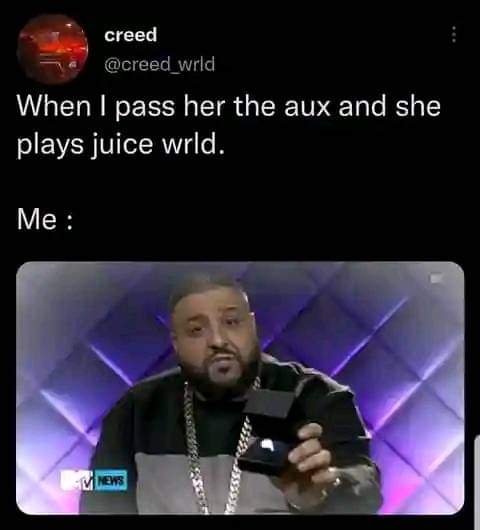 creed
@creed_wrld
When I pass her the aux and she
plays juice wrld.
Me :
MTV NEWS